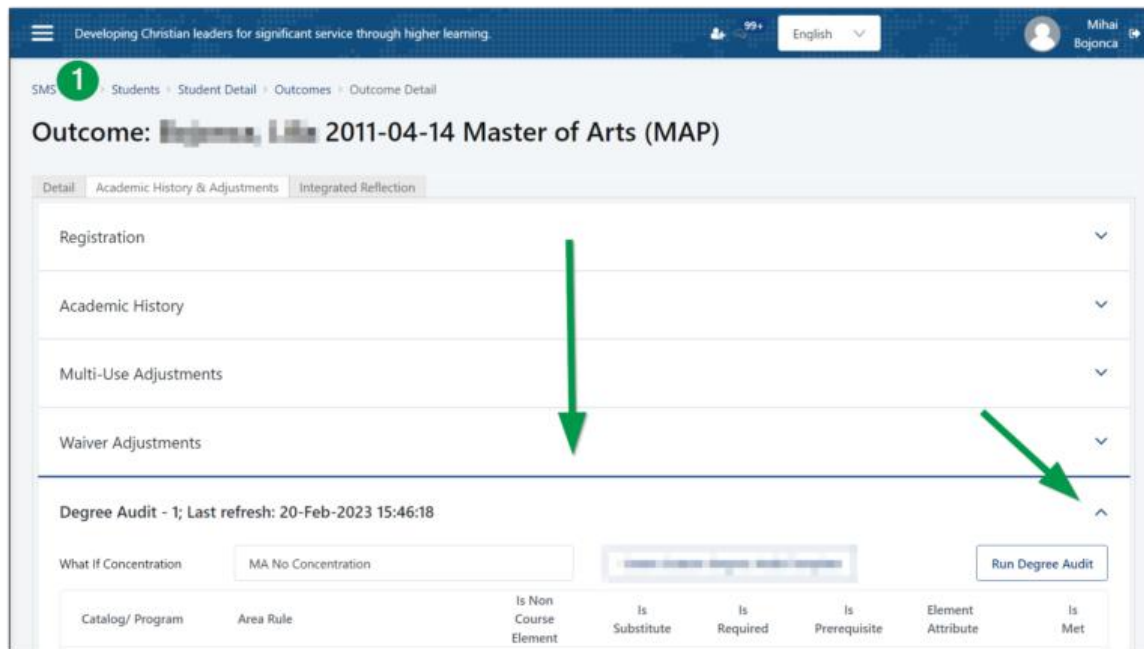 Developing Christian leaders for significant service through higher learning.
99+
English
Mihai
Bojonca
SMS
1
Students
Student Detail
Outcomes
Outcome Detail
Outcome: 2011-04-14 Master of Arts (MAP)
Detail
Academic History & Adjustments
Integrated Reflection
Registration
Academic History
Multi-Use Adjustments
Waiver Adjustments
Degree Audit - 1; Last refresh: 20-Feb-2023 15:46:18
What If Concentration
MA No Concentration
Run Degree Audit
Catalog/ Program
Area Rule
Is Non
Course
Element
Is
Substitute
Is
Required
Is
Prerequisite
Element
Attribute
Is
Met